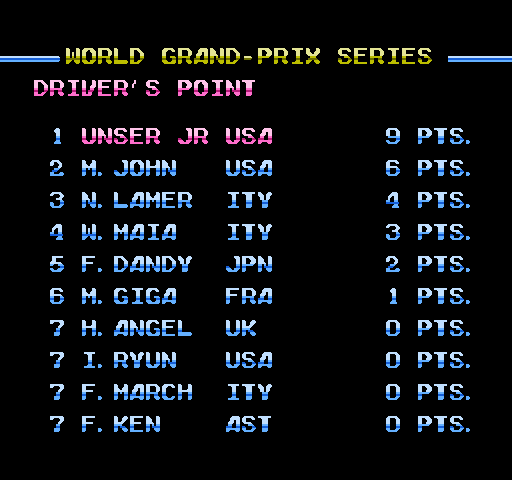 WORLD GRAND-PRIX SERIES
DRIVER'S POINT
1 UNSER JR USA 9 PTS.
2 M. JOHN USA 6 PTS.
3 N. LAMER ITY 4 PTS.
4 W. MAIA ITY 3 PTS.
5 F. DANDY JPN 2 PTS.
6 M. GIGA FRA 1 PTS.
7 H. ANGEL UK 0 PTS.
7 I. RYUN USA 0 PTS.
7 F. MARCH ITY 0 PTS.
7 F. KEN AST 0 PTS.